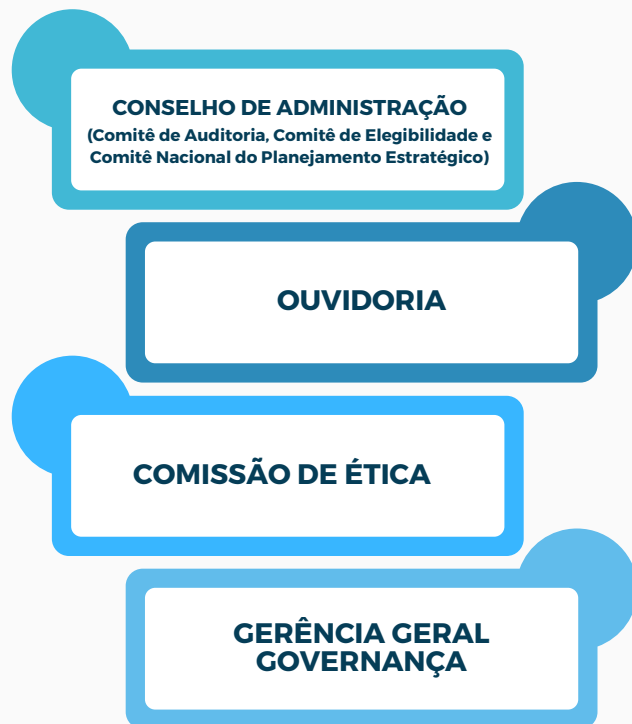 CONSELHO DE ADMINISTRAÇÃO
(Comitê de Auditoria, Comitê de Elegibilidade e
Comitê Nacional do Planejamento Estratégico)
OUVIDORIA
COMISSÃO DE ÉTICA
GERÊNCIA GERAL
GOVERNANÇA